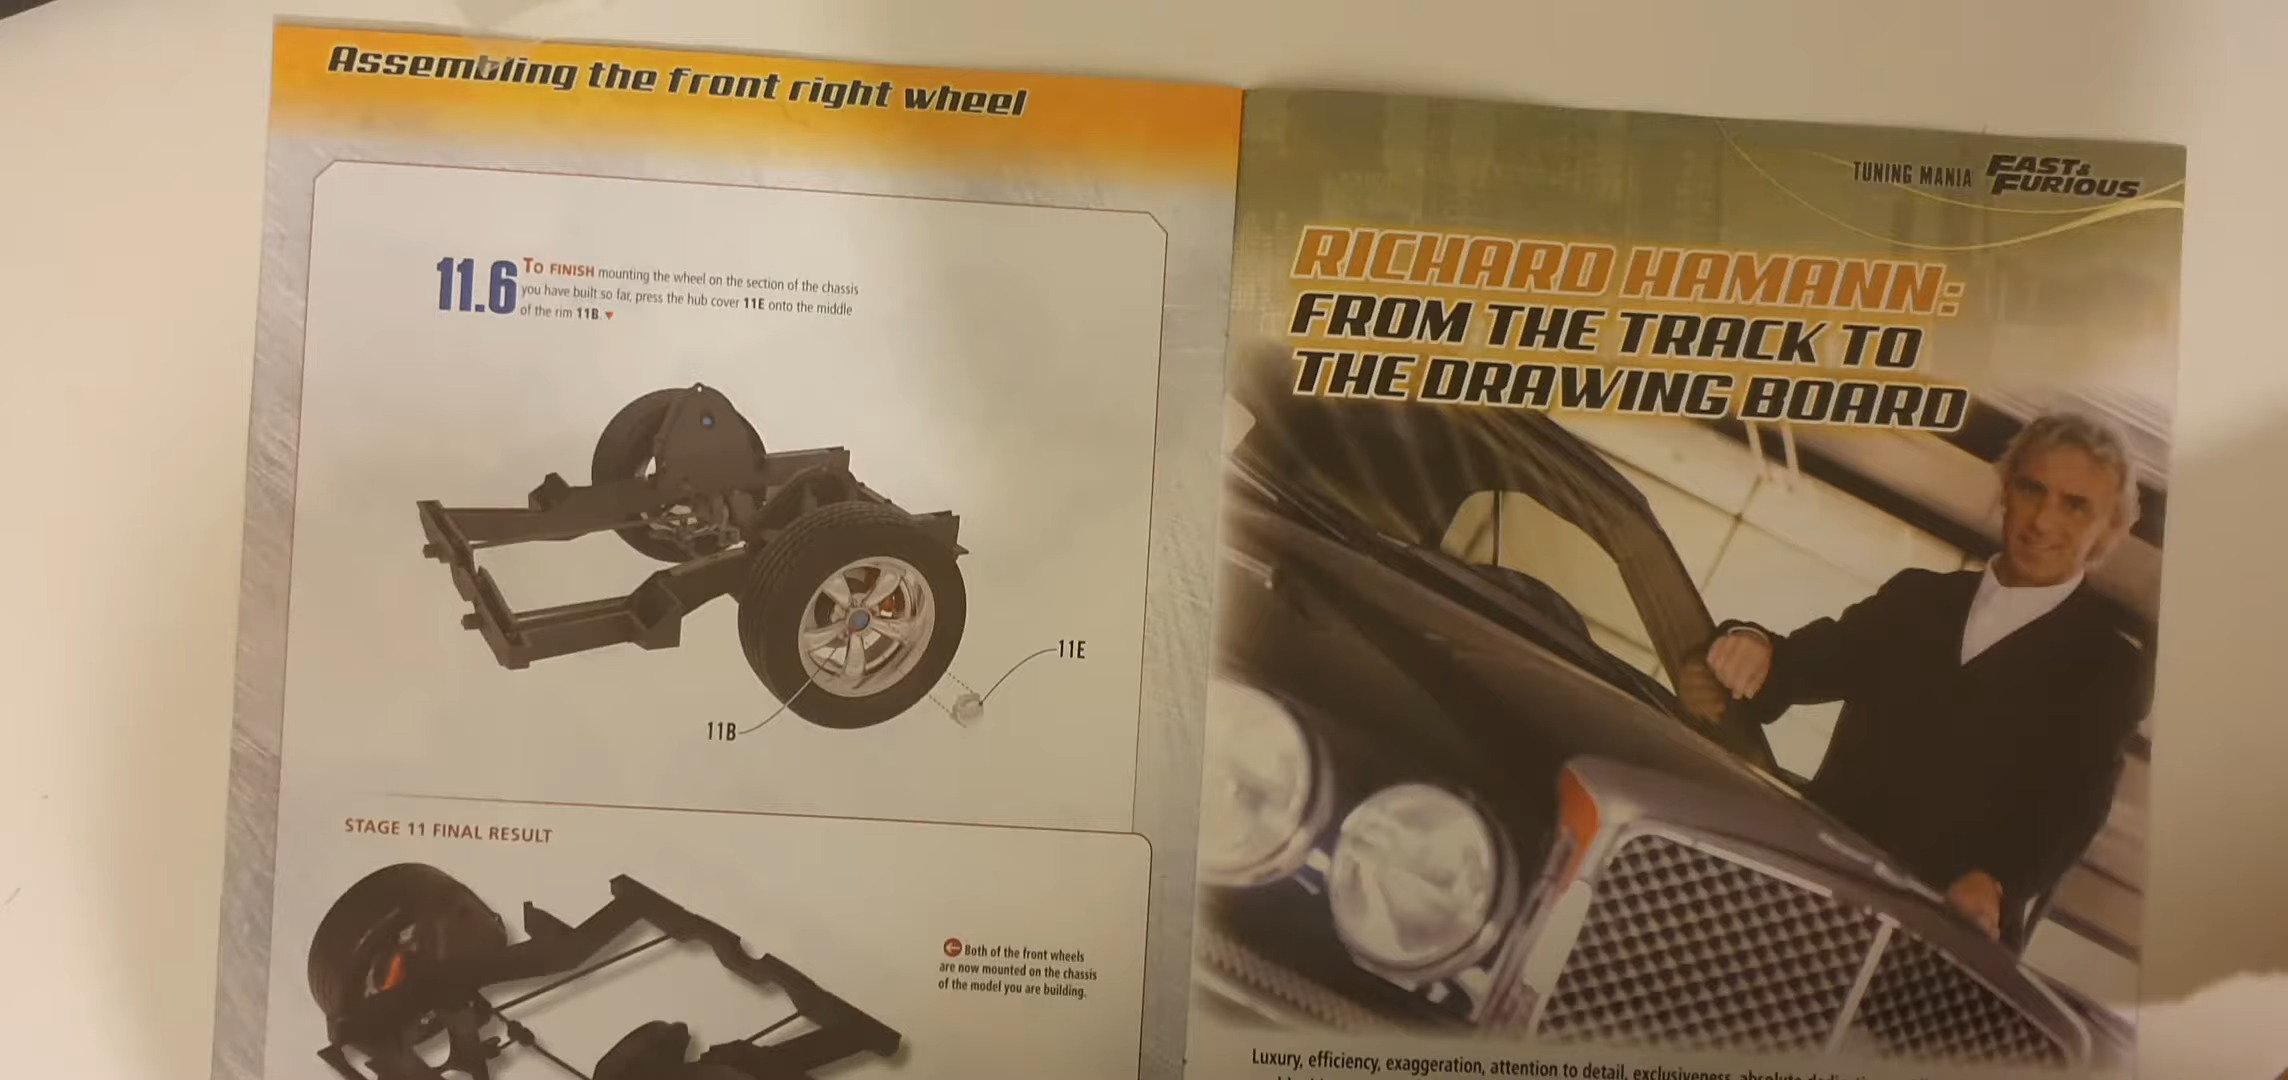 Assembling the front right wheel
11.6
To FINISH mounting the wheel on the section of the chassis
you have built so far, press the hub cover 11E onto the middle
of the rim 11B
11E
11B
STAGE 11 FINAL RESULT
Both of the front wheels
are now mounted on the chassis
of the model you are building.
TUNING MANIA FAST & FURIOUS
RICHARD HAMANN:
FROM THE TRACK TO
THE DRAWING BOARD
Luxury, efficiency, exaggeration, attention to detail, exclusiveness, absolute